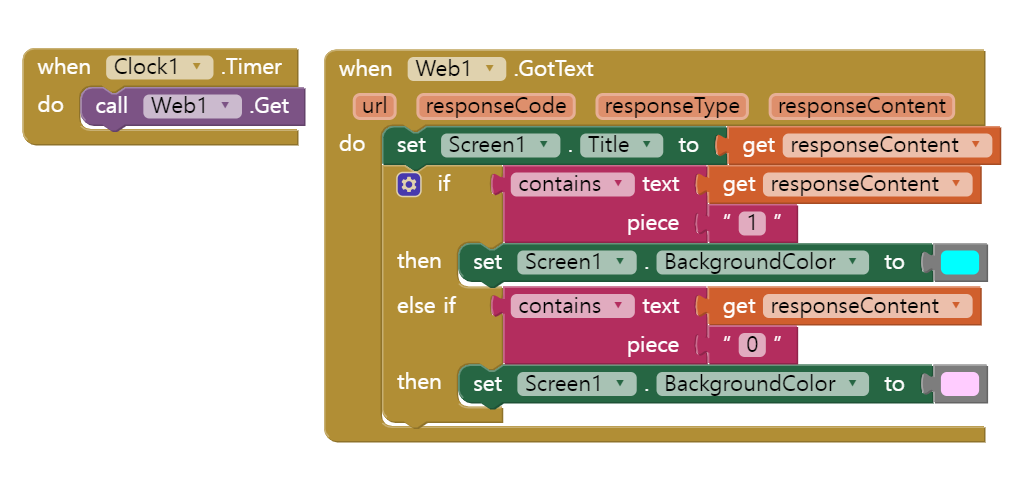 when Clock1 .Timer
do call Web1 .Get
when Web1 .GotText
url responseCode responseType responseContent
do set Screen1 . Title to get responseContent
if contains text get responseContent
piece " 1 "
then set Screen1 . BackgroundColor to
else if contains text get responseContent
piece " 0 "
then set Screen1 . BackgroundColor to